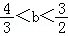 4/3 < b < 3/2